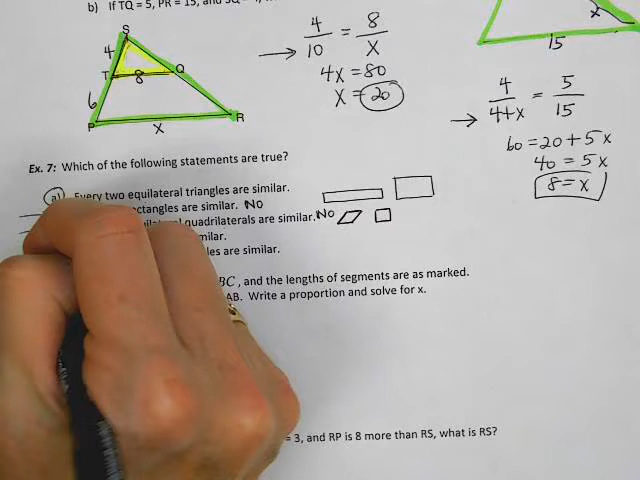 b) If TQ = 5, PR = 15, and
S
4
T
8
Q
6
P
X
R
4/10 = 8/X
4X = 80
X = 20
x
15
4/4+X = 5/15
60 = 20 + 5x
40 = 5x
8 = x
Ex. 7: Which of the following statements are true?
a) Every two equilateral triangles are similar.
are similar. NO
quadrilaterals are similar. NO
are similar.
BC, and the lengths of segments are as marked.
AB. Write a proportion and solve for x.
= 3, and RP is 8 more than RS, what is RS?